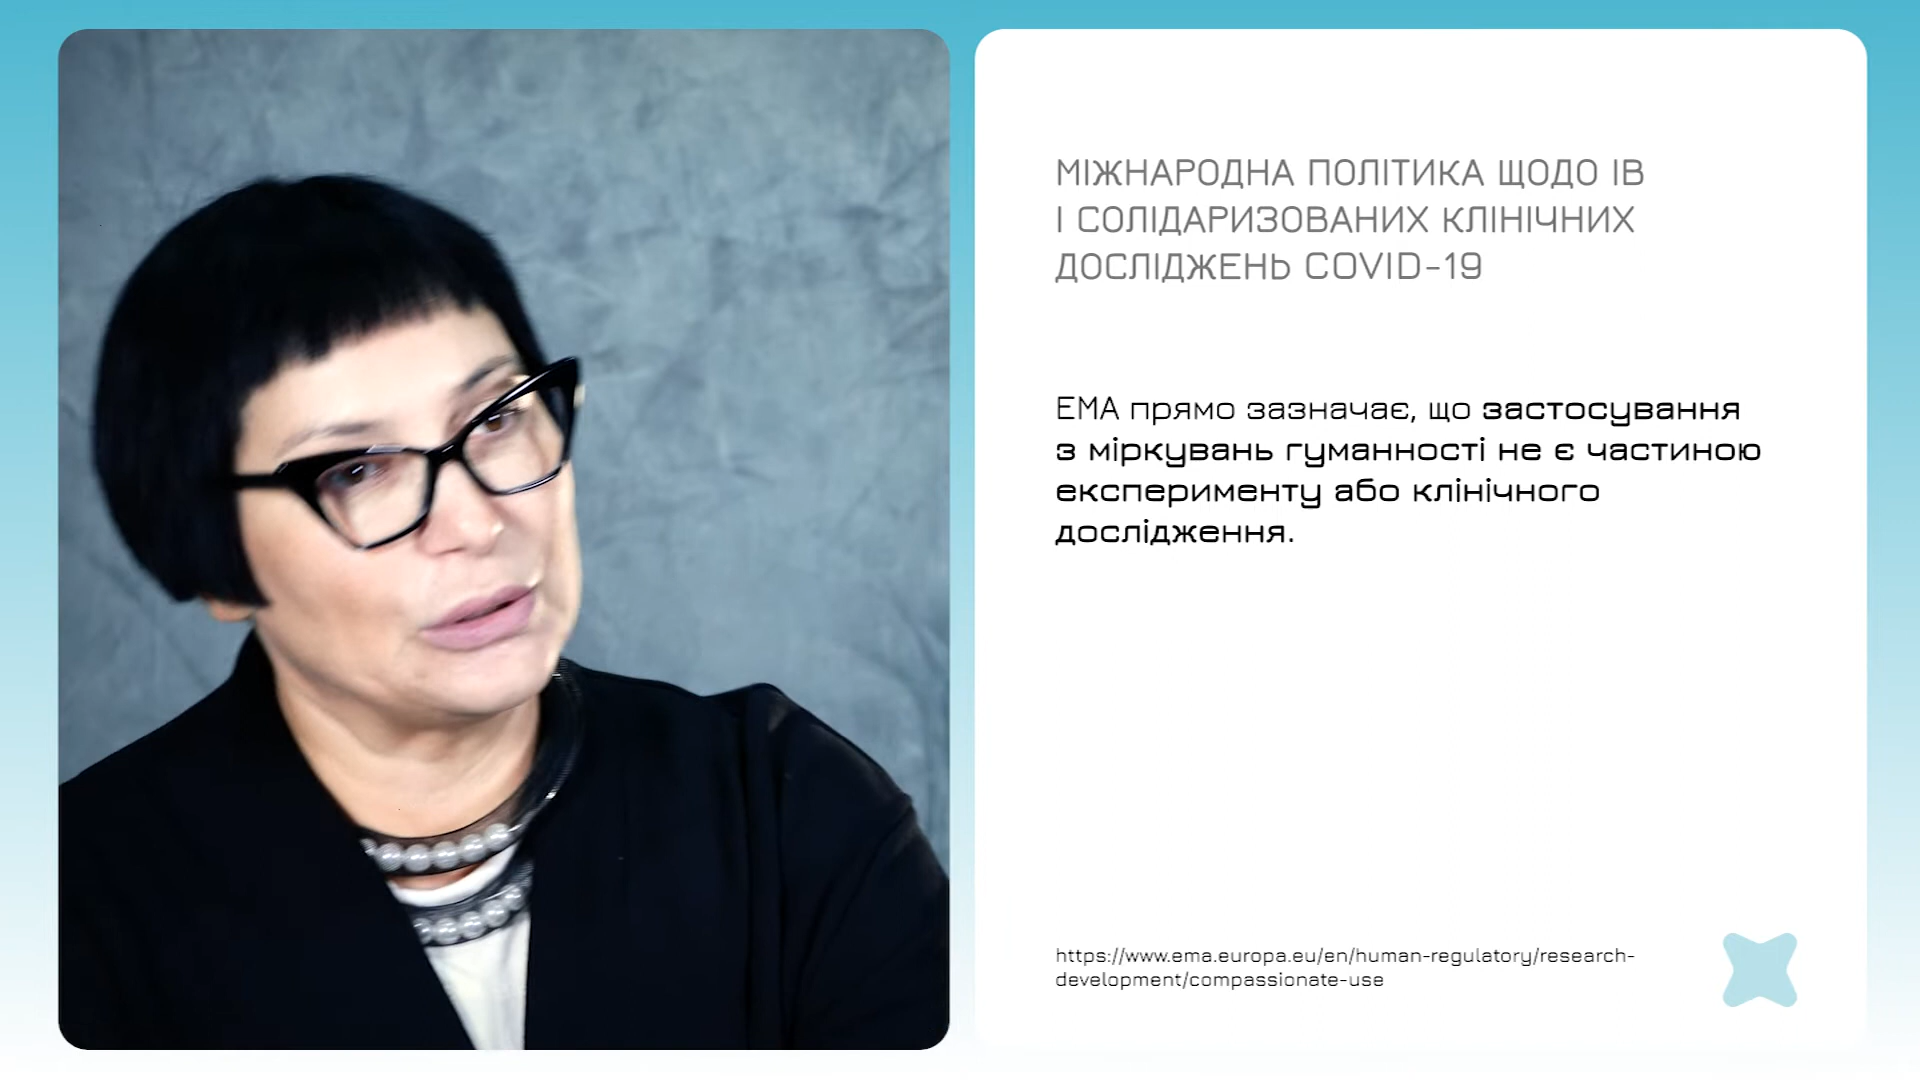 МІЖНАРОДНА ПОЛІТИКА ЩОДО ІВ
І СОЛІДАРИЗОВАНИХ КЛІНІЧНИХ
ДОСЛІДЖЕНЬ COVID-19
ЕМА прямо зазначає, що застосування
з міркувань гуманності не є частиною
експерименту або клінічного
дослідження.
https://www.ema.europa.eu/en/human-regulatory/research-
development/compassionate-use